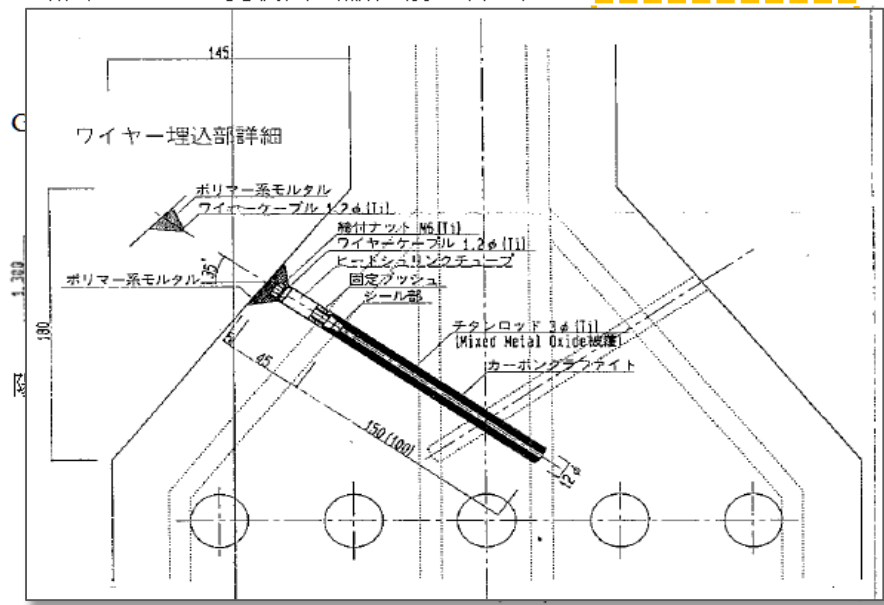 145
ワイヤー埋込部詳細
ポリマー系モルタル
ワイヤーケーブル 1.2φ(Ti)
締付ナット M6(Ti)
ワイヤーケーブル 1.2φ(Ti)
ヒートシュリンクチューブ
35°
ポリマー系モルタル
固定ブッシュ
シール部
チタンロッド 3φ(Ti)
(Mixed Metal Oxide被覆)
カーボングラファイト
180
45
150(100)
12φ